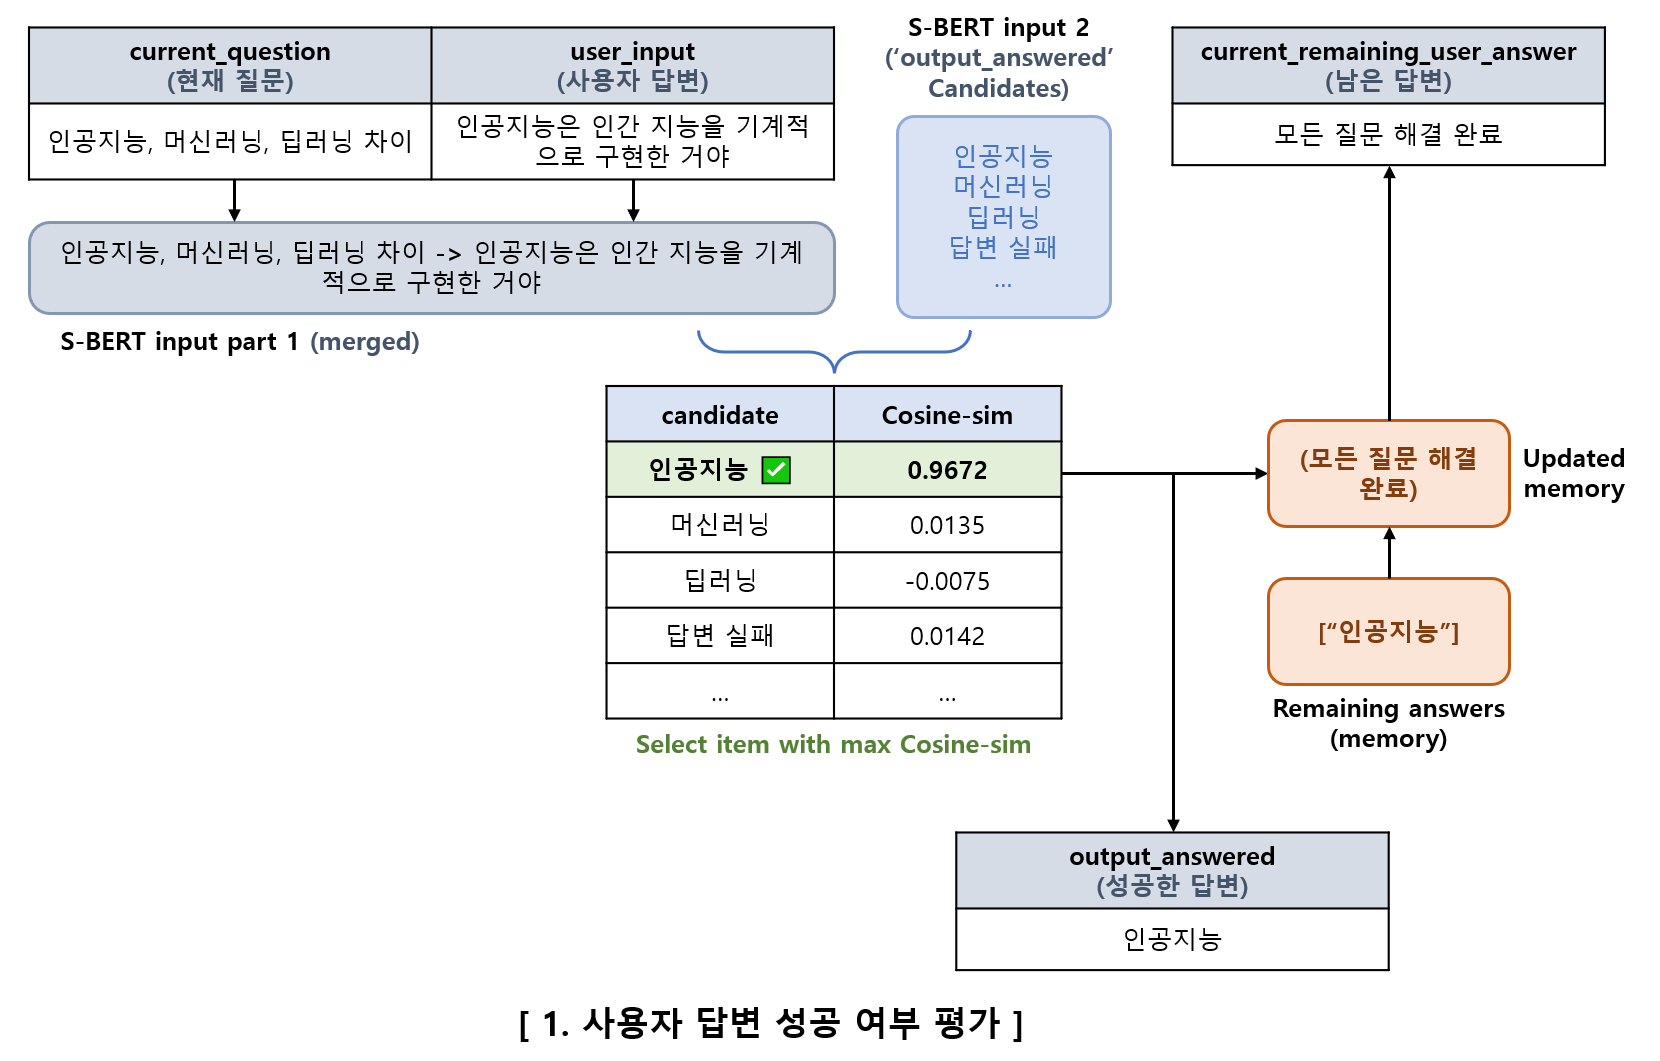 current_question
(현재 질문)
user_input
(사용자 답변)
인공지능, 머신러닝, 딥러닝 차이
인공지능은 인간 지능을 기계적
으로 구현한 거야
인공지능, 머신러닝, 딥러닝 차이 -> 인공지능은 인간 지능을 기계
적으로 구현한 거야
S-BERT input part 1 (merged)
S-BERT input 2
(‘output_answered’
Candidates)
인공지능
머신러닝
딥러닝
답변 실패
...
candidate
Cosine-sim
인공지능 ✅
0.9672
머신러닝
0.0135
딥러닝
-0.0075
답변 실패
0.0142
...
...
Select item with max Cosine-sim
current_remaining_user_answer
(남은 답변)
모든 질문 해결 완료
(모든 질문 해결
완료)
Updated
memory
[“인공지능”]
Remaining answers
(memory)
output_answered
(성공한 답변)
인공지능
[ 1. 사용자 답변 성공 여부 평가 ]